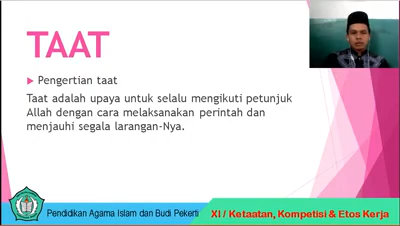 TAAT
Pengertian taat
Taat adalah upaya untuk selalu mengikuti petunjuk
Allah dengan cara melaksanakan perintah dan
menjauhi segala larangan-Nya.
Pendidikan Agama Islam dan Budi Pekerti
XI / Ketaatan, Kompetisi & Etos Kerja